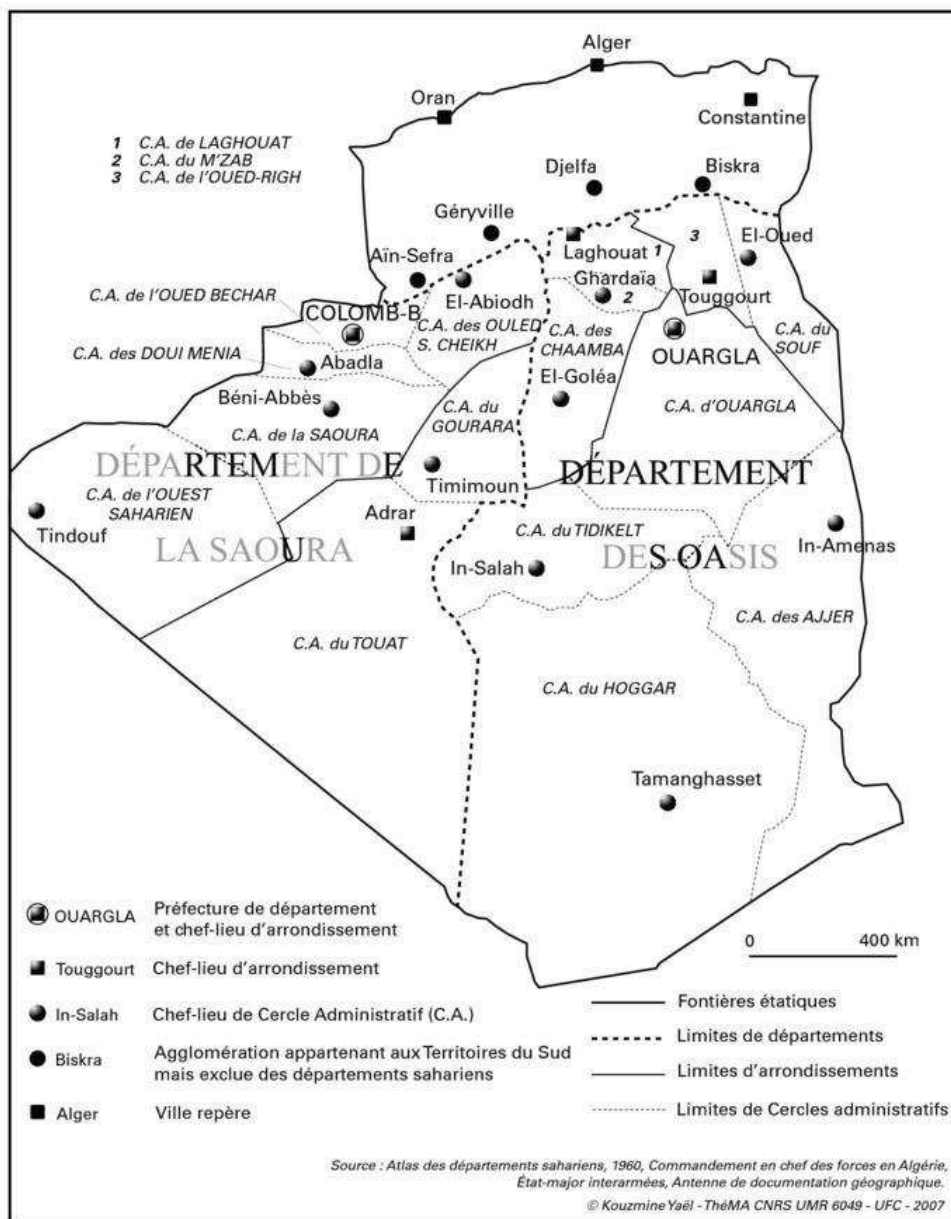 Alger
Oran
Constantine
1 C.A. de LAGHOUAT
2 C.A. du M'ZAB
3 C.A. de l'OUED-RIGH
Djelfa
Biskra
Géryville
3
El-Oued
Laghouat
1
Aïn-Sefra
Ghardaïa
2
Touggourt
C.A. de l'OUED BECHAR
El-Abiodh
COLOMB-B
C.A. des OULED
S. CHEIKH
C.A. des
CHAAMBA
OUARGLA
C.A. du
SOUF
C.A. des DOUI MENIA
Abadla
El-Goléa
Béni-Abbès
C.A. du
GOURARA
C.A. d'OUARGLA
C.A. de la SAOURA
DÉPARTEMENT DE
LA SAOURA
Timimoun
DÉPARTEMENT
DES OASIS
C.A. de l'OUEST
SAHARIEN
Tindouf
Adrar
C.A. du TIDIKELT
In-Amenas
In-Salah
C.A. des AJJER
C.A. du TOUAT
C.A. du HOGGAR
Tamanghasset
OUARGLA Préfecture de département
et chef-lieu d'arrondissement
Touggourt Chef-lieu d'arrondissement
In-Salah Chef-lieu de Cercle Administratif (C.A.)
Biskra Agglomération appartenant aux Territoires du Sud
mais exclue des départements sahariens
Alger Ville repère
0 400 km
Fontières étatiques
Limites de départements
Limites d'arrondissements
Limites de Cercles administratifs
Source : Atlas des départements sahariens, 1960, Commandement en chef des forces en Algérie,
État-major interarmées, Antenne de documentation géographique.
© Kouzmine Yaël - ThéMA CNRS UMR 6049 - UFC - 2007